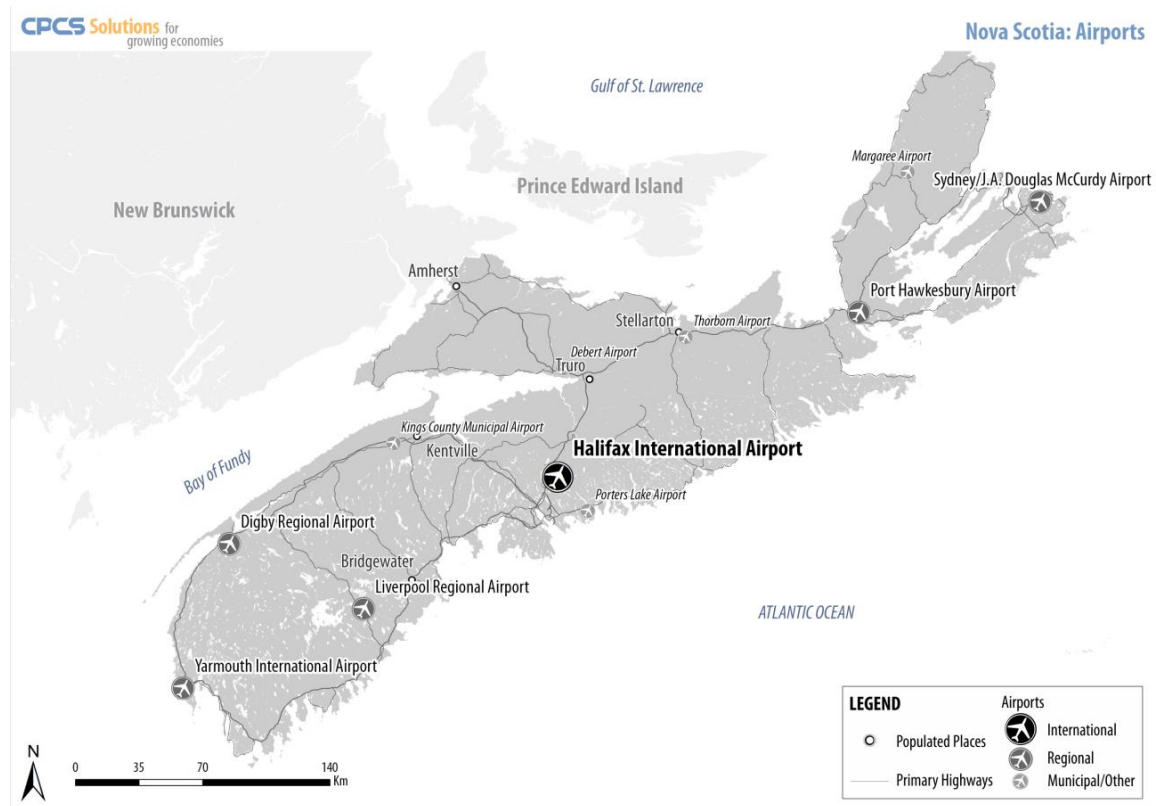 CPCS Solutions for
growing economies
Nova Scotia: Airports
Gulf of St. Lawrence
Margaree Airport
Prince Edward Island
Sydney/J.A. Douglas McCurdy Airport
New Brunswick
Amherst
Port Hawkesbury Airport
Stellarton
Thorborn Airport
Debert Airport
Truro
Kings County Municipal Airport
Kentville
Halifax International Airport
Bay of Fundy
Porters Lake Airport
Digby Regional Airport
Bridgewater
Liverpool Regional Airport
ATLANTIC OCEAN
Yarmouth International Airport
LEGEND
Populated Places
Primary Highways
Airports
International
Regional
Municipal/Other
N
0 35 70 140
Km